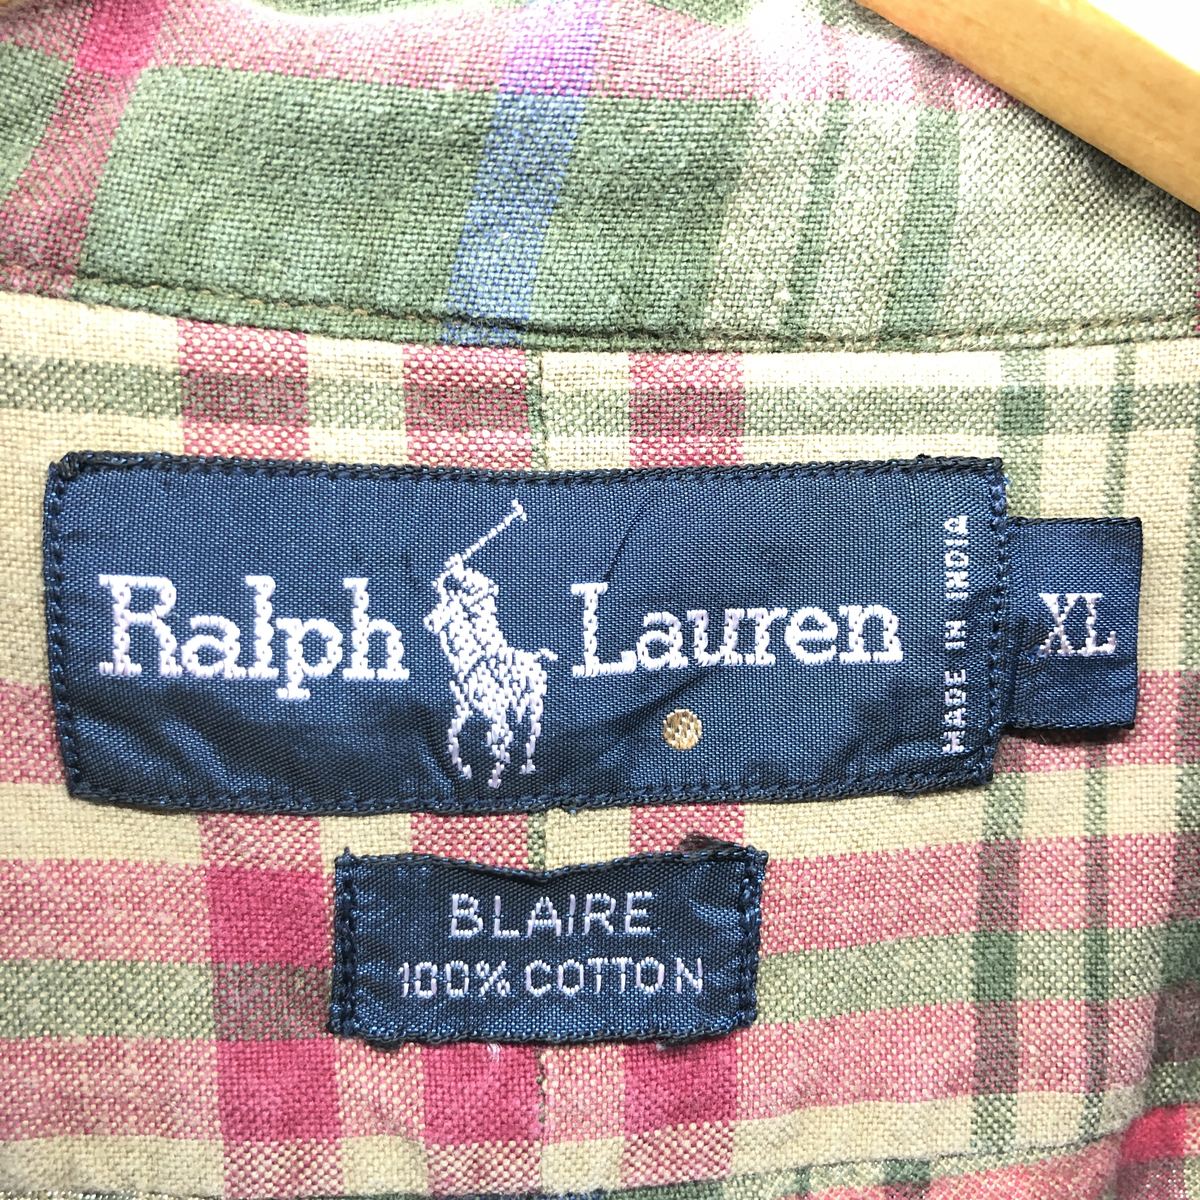 Ralph Lauren
MADE IN INDIA
XL
BLAIRE
100% COTTON